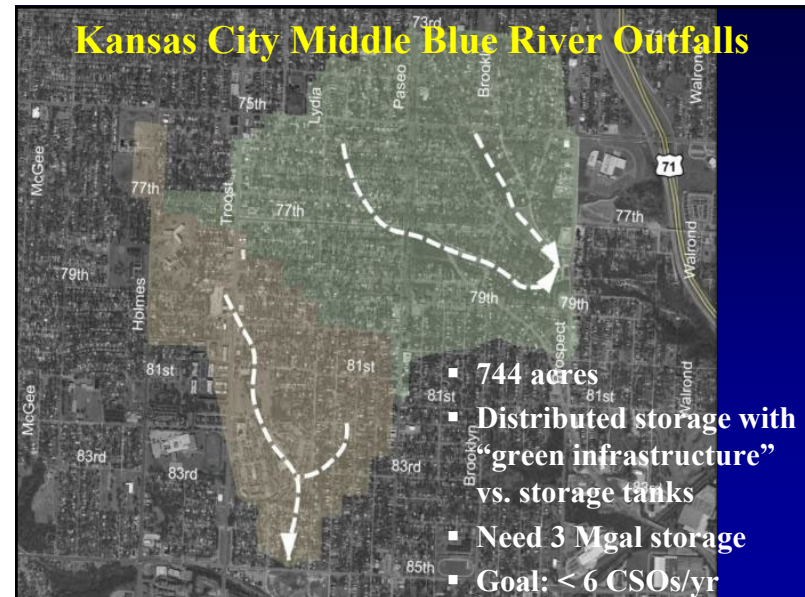 Kansas City Middle Blue River Outfalls
73rd
75th
Lydia
Paseo
Walrond
McGee
77th
Troost
77th
71
77th
79th
Holmes
79th
79th
Walrond
81st
81st
81st
81st
Walrond
McGee
83rd
83rd
83rd
Brooklyn
85th
▪ 744 acres
▪ Distributed storage with
“green infrastructure”
vs. storage tanks
▪ Need 3 Mgal storage
▪ Goal: < 6 CSOs/yr